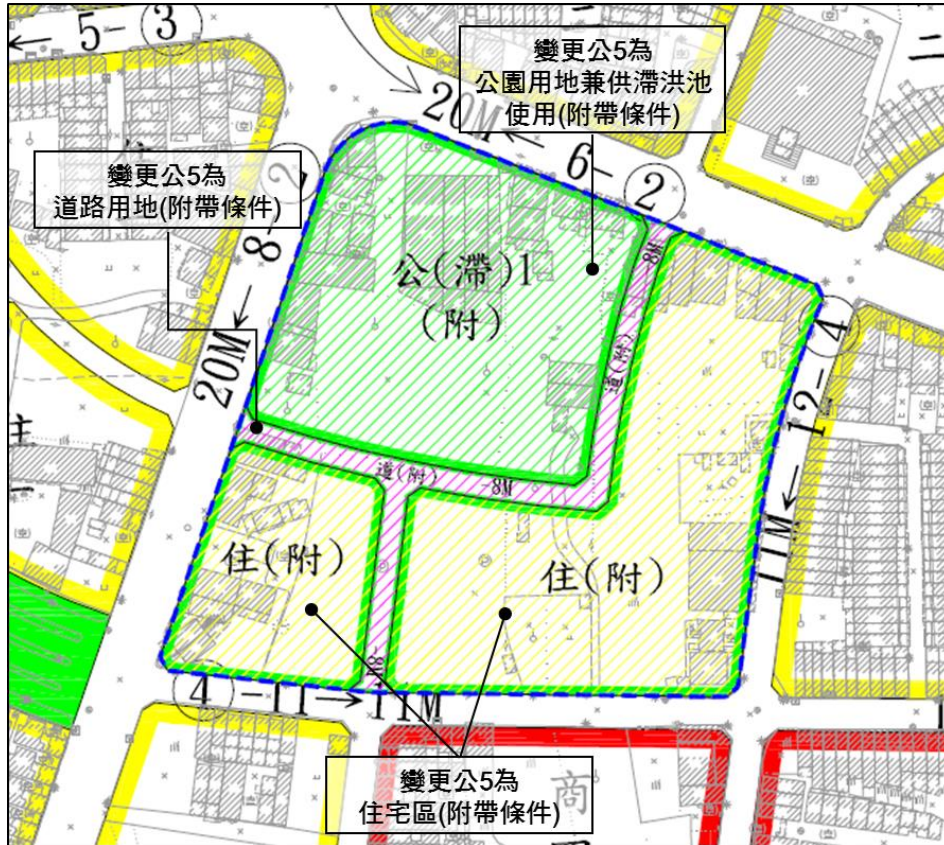 5-3
二
變更公5為
公園用地兼供滯洪池
使用(附帶條件)
20M
6-2
變更公5為
道路用地(附帶條件)
8-2
20M
公(滯)1
(附)
8M
道(附)
12-4
11M
道(附)
8M
住(附)
住(附)
8M
4-11
11M
變更公5為
住宅區(附帶條件)
商